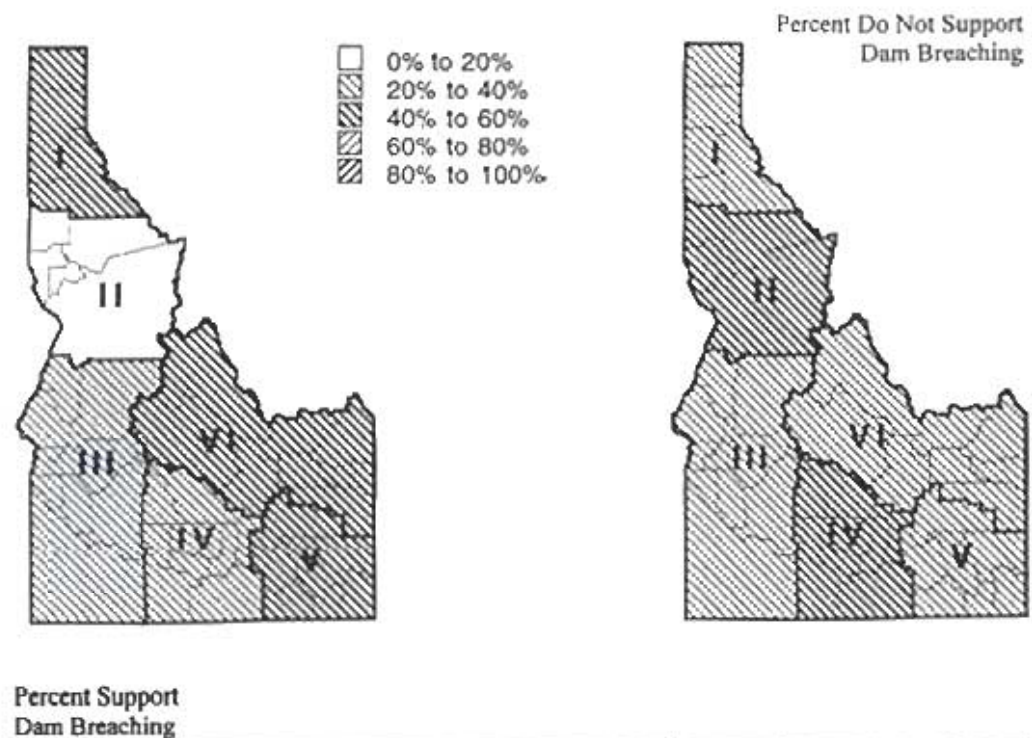 Percent Do Not Support
Dam Breaching
0% to 20%
20% to 40%
40% to 60%
60% to 80%
80% to 100%
I
II
III
IV
V
VI
I
II
III
IV
V
VI
Percent Support
Dam Breaching